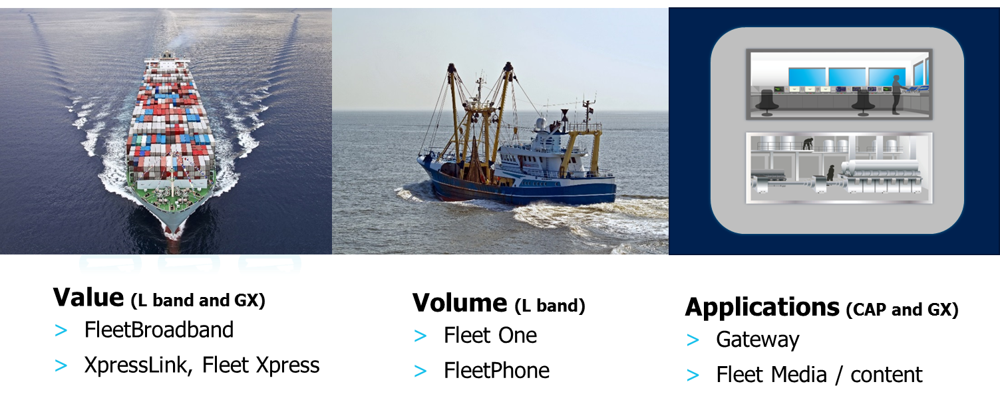 Value (L band and GX)
> FleetBroadband
> XpressLink, Fleet Xpress
Volume (L band)
> Fleet One
> FleetPhone
Applications (CAP and GX)
> Gateway
> Fleet Media / content